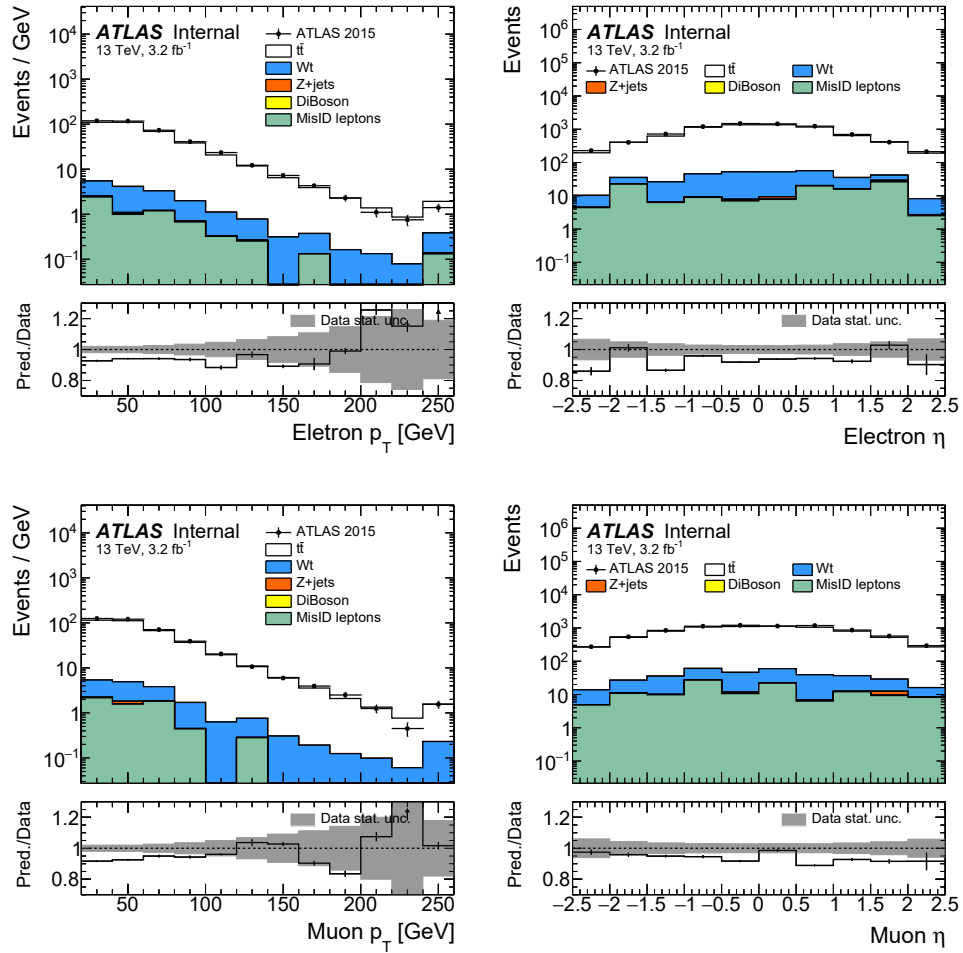 ATLAS Internal
13 TeV, 3.2 fb⁻¹
ATLAS 2015
tt̄
Wt
Z+jets
DiBoson
MisID leptons
Events / GeV
10⁴
10³
10²
10
1
10⁻¹
Data stat. unc.
Pred./Data
1.2
1
0.8
50 100 150 200 250
Eletron p_T [GeV]
ATLAS Internal
13 TeV, 3.2 fb⁻¹
ATLAS 2015 tt̄ Wt
Z+jets DiBoson MisID leptons
Events
10⁶
10⁵
10⁴
10³
10²
10
1
10⁻¹
Data stat. unc.
Pred./Data
1.2
1
0.8
−2.5 −2 −1.5 −1 −0.5 0 0.5 1 1.5 2 2.5
Electron η
ATLAS Internal
13 TeV, 3.2 fb⁻¹
ATLAS 2015
tt̄
Wt
Z+jets
DiBoson
MisID leptons
Events / GeV
10⁴
10³
10²
10
1
10⁻¹
Data stat. unc.
Pred./Data
1.2
1
0.8
50 100 150 200 250
Muon p_T [GeV]
ATLAS Internal
13 TeV, 3.2 fb⁻¹
ATLAS 2015 tt̄ Wt
Z+jets DiBoson MisID leptons
Events
10⁶
10⁵
10⁴
10³
10²
10
1
10⁻¹
Data stat. unc.
Pred./Data
1.2
1
0.8
−2.5 −2 −1.5 −1 −0.5 0 0.5 1 1.5 2 2.5
Muon η